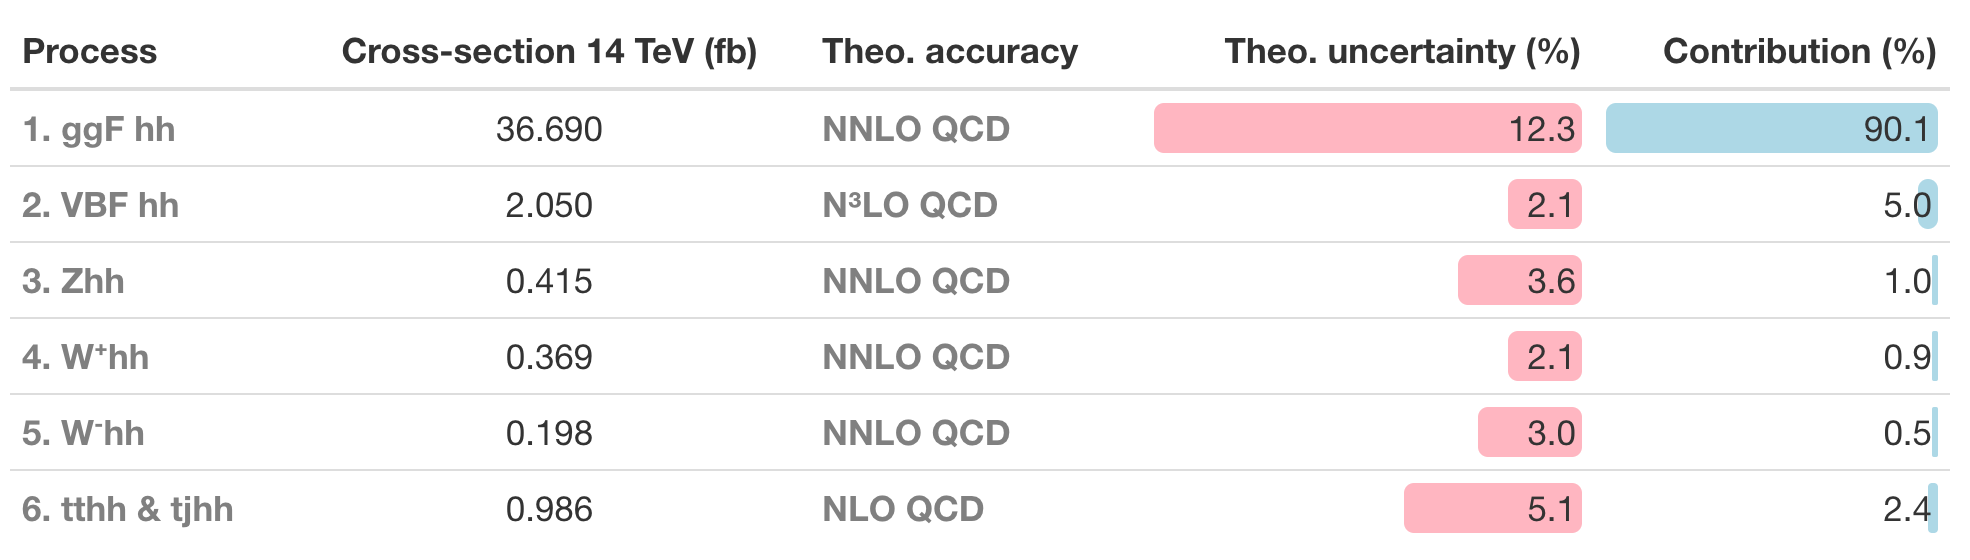 Process Cross-section 14 TeV (fb) Theo. accuracy Theo. uncertainty (%) Contribution (%)
1. ggF hh 36.690 NNLO QCD 12.3 90.1
2. VBF hh 2.050 N³LO QCD 2.1 5.0
3. Zhh 0.415 NNLO QCD 3.6 1.0
4. W⁺hh 0.369 NNLO QCD 2.1 0.9
5. W⁻hh 0.198 NNLO QCD 3.0 0.5
6. tthh & tjhh 0.986 NLO QCD 5.1 2.4